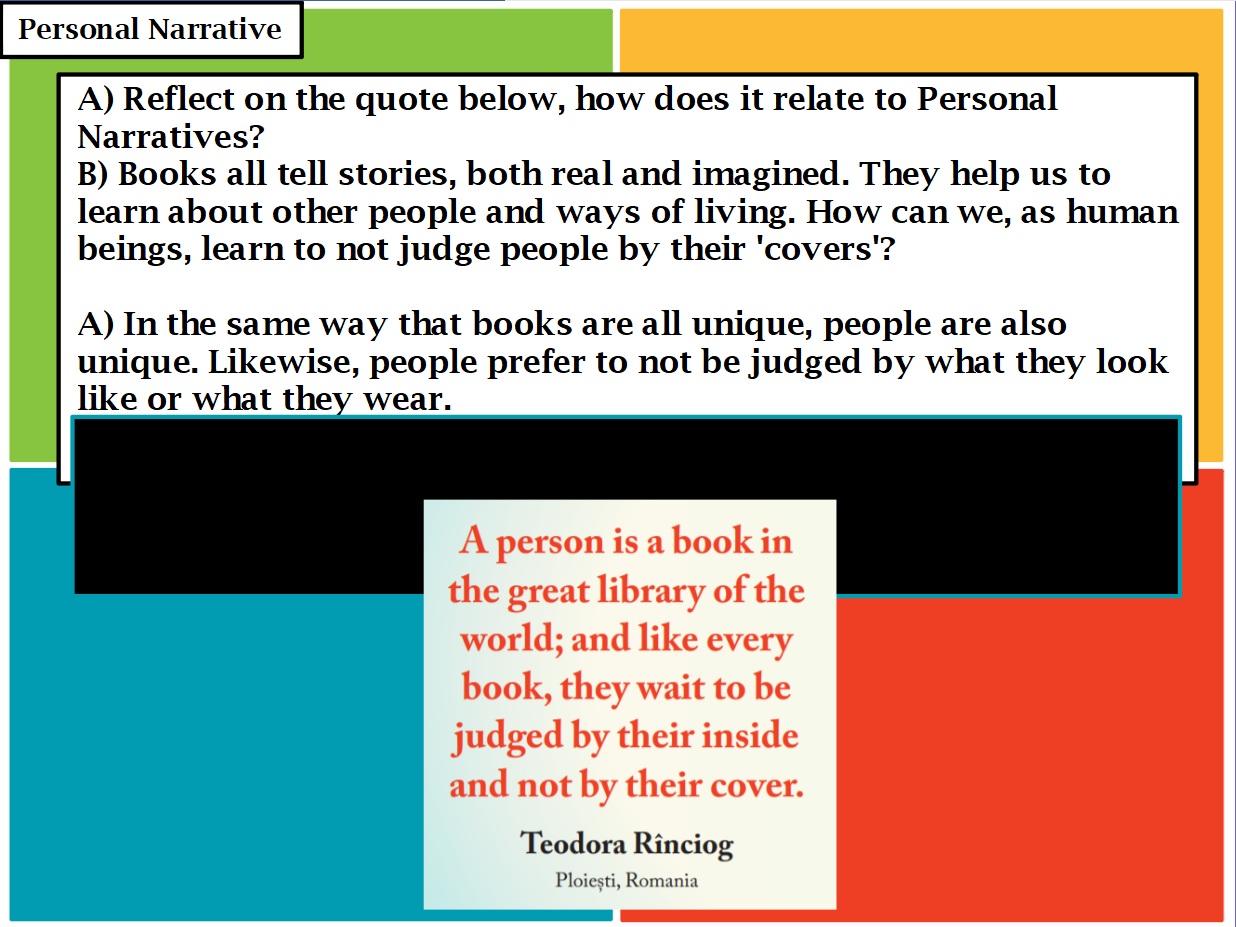 Personal Narrative
A) Reflect on the quote below, how does it relate to Personal
Narratives?
B) Books all tell stories, both real and imagined. They help us to
learn about other people and ways of living. How can we, as human
beings, learn to not judge people by their 'covers'?
A) In the same way that books are all unique, people are also
unique. Likewise, people prefer to not be judged by what they look
like or what they wear.
A person is a book in
the great library of the
world; and like every
book, they wait to be
judged by their inside
and not by their cover.
Teodora Rînciog
Ploiești, Romania